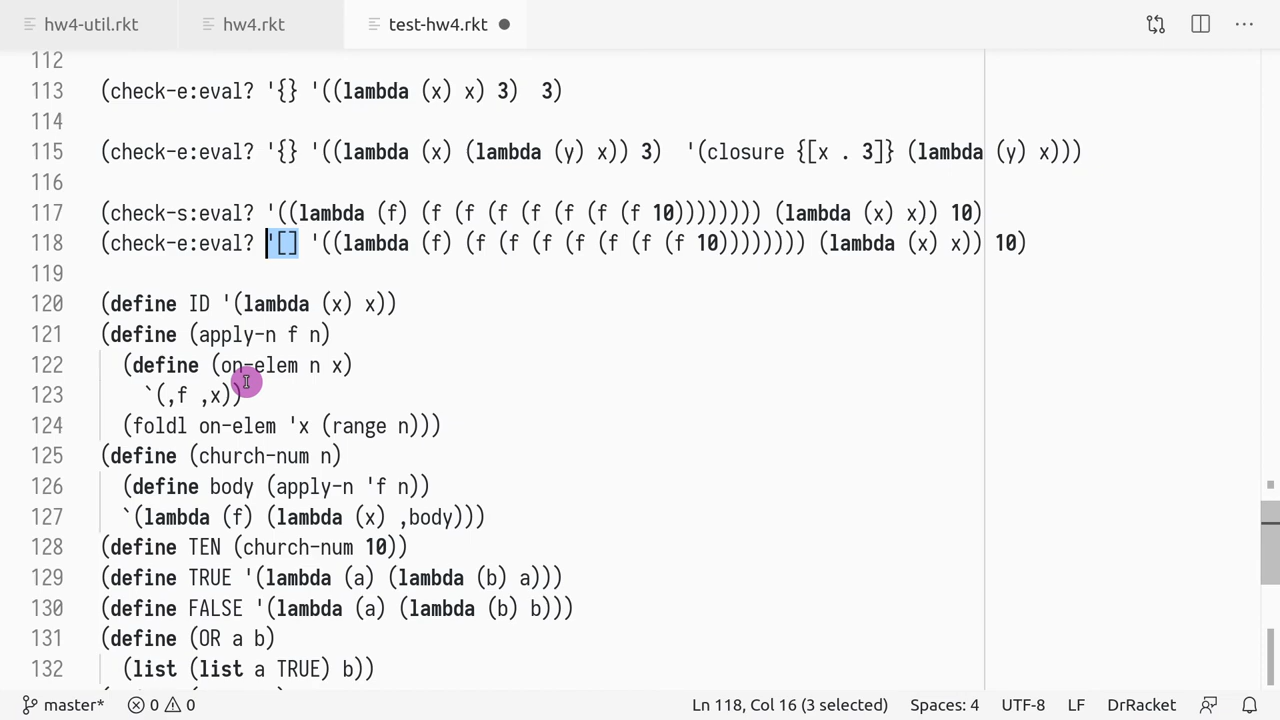 hw4-util.rkt hw4.rkt test-hw4.rkt
112
113 (check-e:eval? '{} '((lambda (x) x) 3)  3)
114
115 (check-e:eval? '{} '((lambda (x) (lambda (y) x)) 3)  '(closure {[x . 3]} (lambda (y) x)))
116
117 (check-s:eval? '((lambda (f) (f (f (f (f (f (f (f 10)))))))) (lambda (x) x)) 10)
118 (check-e:eval? '[] '((lambda (f) (f (f (f (f (f (f (f 10)))))))) (lambda (x) x)) 10)
119
120 (define ID '(lambda (x) x))
121 (define (apply-n f n)
122   (define (on-elem n x)
123     `(,f ,x))
124   (foldl on-elem 'x (range n)))
125 (define (church-num n)
126   (define body (apply-n 'f n))
127   `(lambda (f) (lambda (x) ,body)))
128 (define TEN (church-num 10))
129 (define TRUE '(lambda (a) (lambda (b) a)))
130 (define FALSE '(lambda (a) (lambda (b) b)))
131 (define (OR a b)
132   (list (list a TRUE) b))
master* 0 0 Ln 118, Col 16 (3 selected) Spaces: 4 UTF-8 LF DrRacket